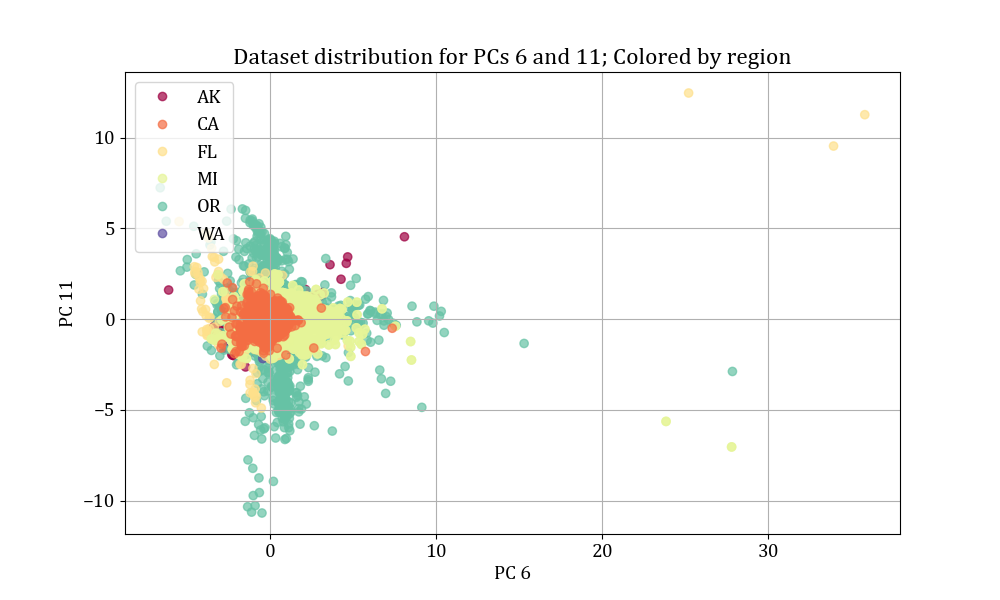 Dataset distribution for PCs 6 and 11; Colored by region
AK
CA
FL
MI
OR
WA
10
5
0
−5
−10
PC 11
0 10 20 30
PC 6